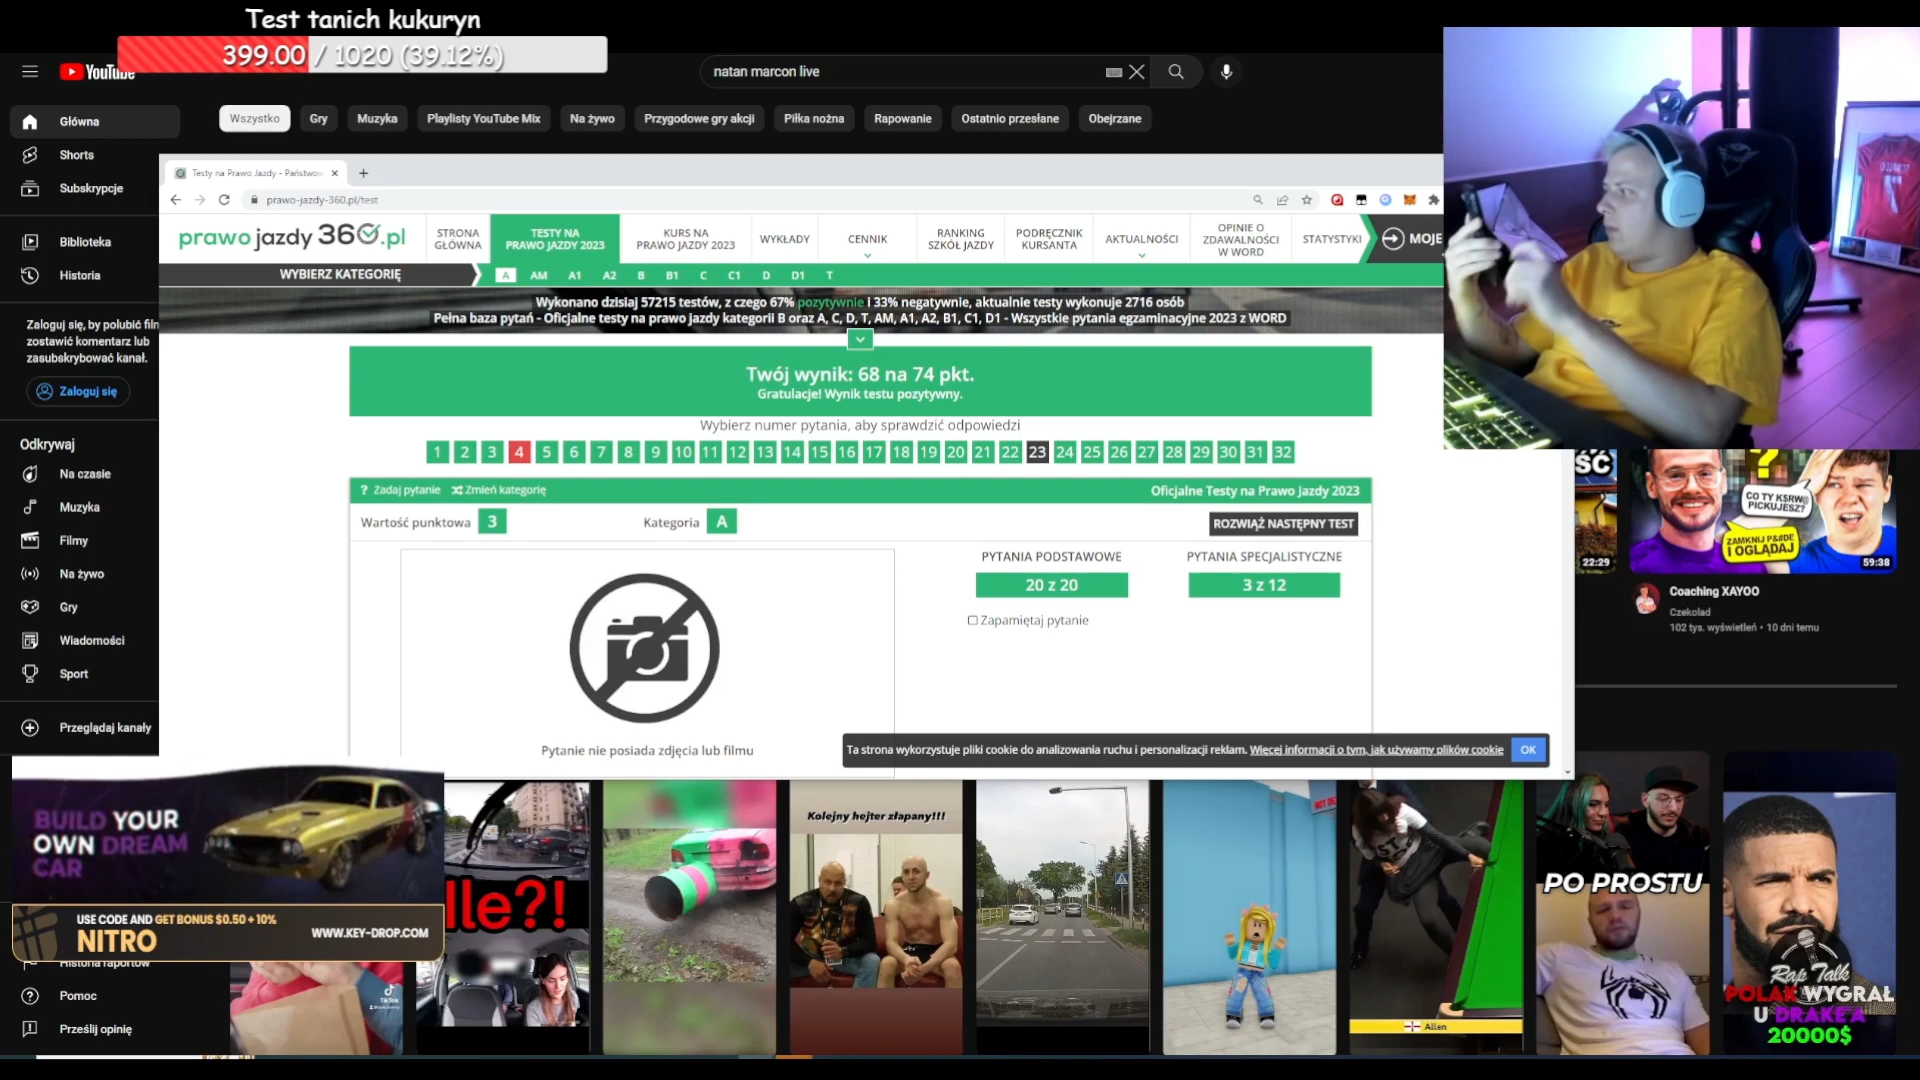 Test tanich kukuryn
399.00 / 1020 (39.12%)
YouTube
natan marcon live
Wszystko
Gry
Muzyka
Playlisty YouTube Mix
Na żywo
Przygodowe gry akcji
Piłka nożna
Rapowanie
Ostatnio przesłane
Obejrzane
Główna
Shorts
Subskrypcje
Biblioteka
Historia
Zaloguj się, by polubić film
zostawić komentarz lub
zasubskrybować kanał.
Zaloguj się
Odkrywaj
Na czasie
Muzyka
Filmy
Na żywo
Gry
Wiadomości
Sport
Przeglądaj kanały
Testy na Prawo Jazdy - Państwo
prawo-jazdy-360.pl/test
prawo jazdy 360.pl
STRONA
GŁÓWNA
TESTY NA
PRAWO JAZDY 2023
KURS NA
PRAWO JAZDY 2023
WYKŁADY
CENNIK
RANKING
SZKÓŁ JAZDY
PODRĘCZNIK
KURSANTA
AKTUALNOŚCI
OPINIE O
ZDAWALNOŚCI
W WORD
STATYSTYKI
MOJE
WYBIERZ KATEGORIĘ
A AM A1 A2 B B1 C C1 D D1 T
Wykonano dzisiaj 57215 testów, z czego 67% pozytywnie i 33% negatywnie, aktualnie testy wykonuje 2716 osób
Pełna baza pytań - Oficjalne testy na prawo jazdy kategorii B oraz A, C, D, T, AM, A1, A2, B1, C1, D1 - Wszystkie pytania egzaminacyjne 2023 z WORD
Twój wynik: 68 na 74 pkt.
Gratulacje! Wynik testu pozytywny.
Wybierz numer pytania, aby sprawdzić odpowiedzi
1 2 3 4 5 6 7 8 9 10 11 12 13 14 15 16 17 18 19 20 21 22 23 24 25 26 27 28 29 30 31 32
? Zadaj pytanie Zmień kategorię
Oficjalne Testy na Prawo Jazdy 2023
Wartość punktowa 3
Kategoria A
ROZWIĄŻ NASTĘPNY TEST
PYTANIA PODSTAWOWE
20 z 20
PYTANIA SPECJALISTYCZNE
3 z 12
Zapamiętaj pytanie
Pytanie nie posiada zdjęcia lub filmu
Ta strona wykorzystuje pliki cookie do analizowania ruchu i personalizacji reklam. Więcej informacji o tym, jak używamy plików cookie
OK
22:29
CO TY KSRW@
PICKUJESZ?
ZAMKNIJ P&#DE
I OGLĄDAJ
59:38
Coaching XAYOO
Czekolad
102 tys. wyświetleń • 10 dni temu
BUILD YOUR
OWN DREAM
CAR
USE CODE AND GET BONUS $0.50 + 10%
NITRO
WWW.KEY-DROP.COM
Historia raportów
Pomoc
Prześlij opinię
TikTok
Ile?!
Kolejny hejter złapany!!!
Allen
PO PROSTU
Rap Talk
POLAK WYGRAŁ
U DRAKE'A
20000$